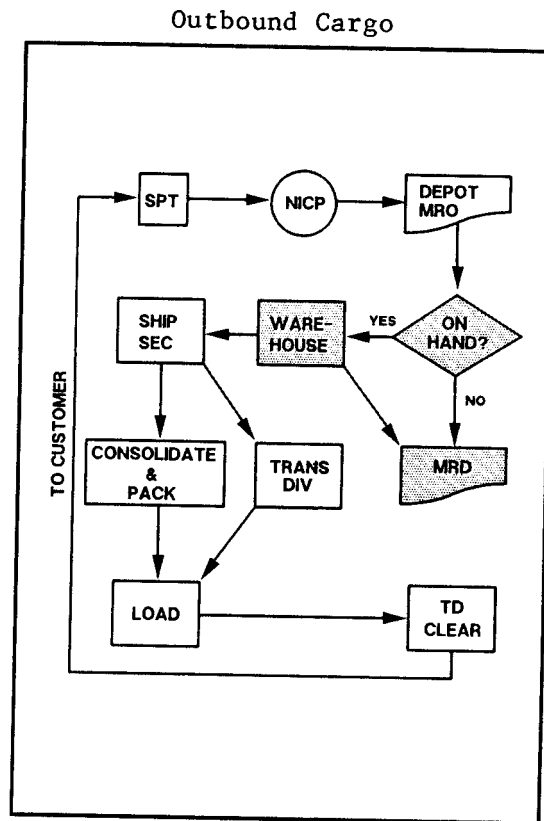 Outbound Cargo
SPT
NICP
DEPOT
MRO
SHIP
SEC
WARE-
HOUSE
YES
ON
HAND?
NO
TO CUSTOMER
CONSOLIDATE
&
PACK
TRANS
DIV
MRD
LOAD
TD
CLEAR